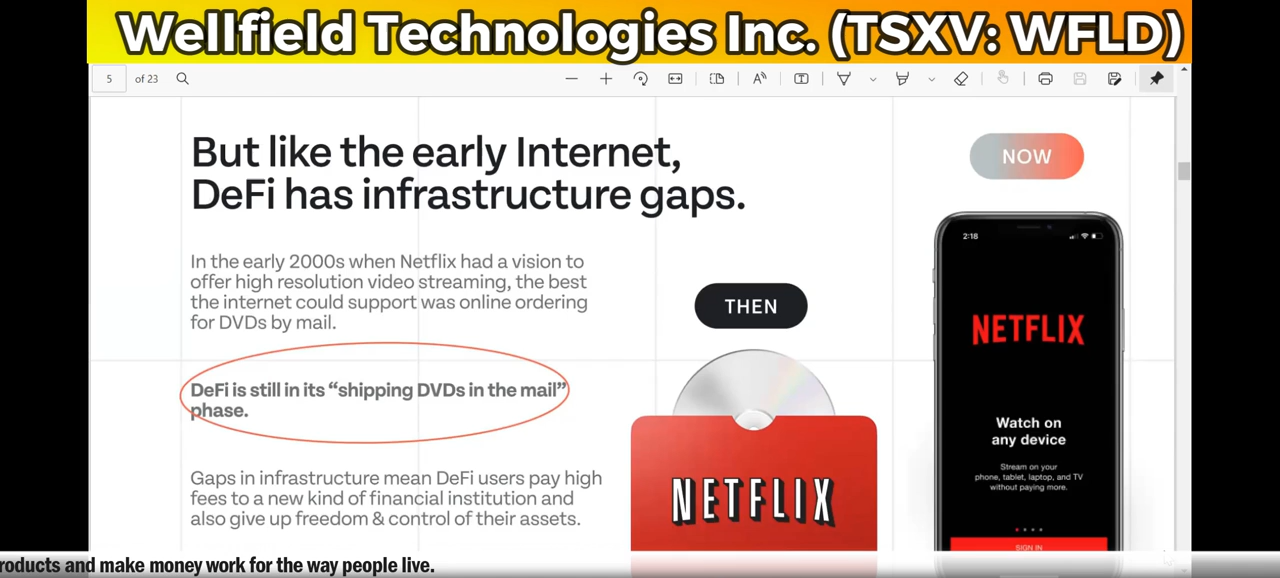 Wellfield Technologies Inc. (TSXV: WFLD)
5 of 23
But like the early Internet,
DeFi has infrastructure gaps.
In the early 2000s when Netflix had a vision to
offer high resolution video streaming, the best
the internet could support was online ordering
for DVDs by mail.
DeFi is still in its “shipping DVDs in the mail”
phase.
Gaps in infrastructure mean DeFi users pay high
fees to a new kind of financial institution and
also give up freedom & control of their assets.
THEN
NETFLIX
NOW
2:18
NETFLIX
Watch on
any device
Stream on your
phone, tablet, laptop, and TV
without paying more.
SIGN IN
roducts and make money work for the way people live.